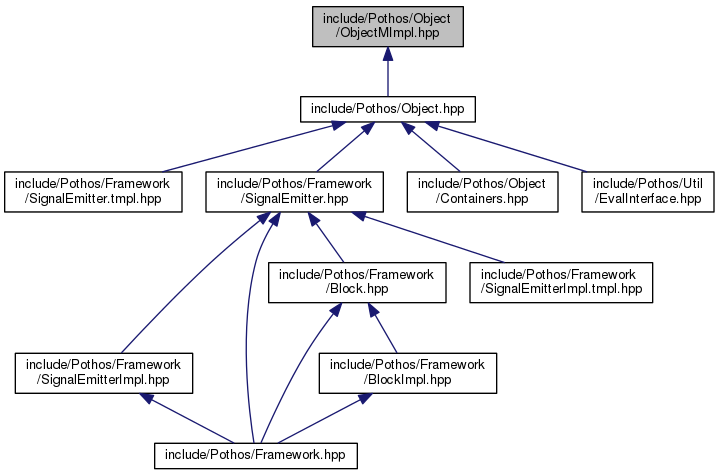 include/Pothos/Object
/ObjectMImpl.hpp
include/Pothos/Object.hpp
include/Pothos/Framework
/SignalEmitter.tmpl.hpp
include/Pothos/Framework
/SignalEmitter.hpp
include/Pothos/Object
/Containers.hpp
include/Pothos/Util
/EvalInterface.hpp
include/Pothos/Framework
/Block.hpp
include/Pothos/Framework
/SignalEmitterImpl.tmpl.hpp
include/Pothos/Framework
/SignalEmitterImpl.hpp
include/Pothos/Framework
/BlockImpl.hpp
include/Pothos/Framework.hpp